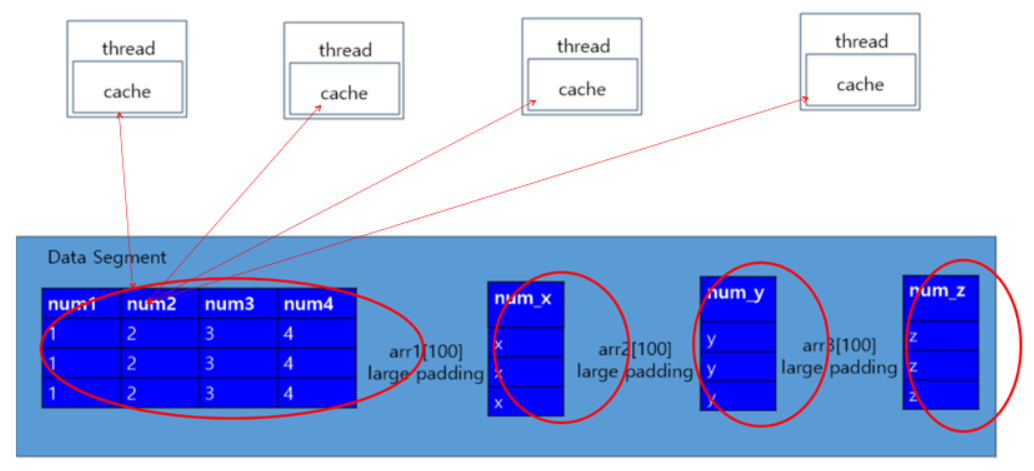 thread
cache
thread
cache
thread
cache
thread
cache
Data Segment
num1 num2 num3 num4
1 2 3 4
1 2 3 4
1 2 3 4
arr1[100]
large padding
num_x
x
x
x
arr2[100]
large padding
num_y
y
y
y
arr3[100]
large padding
num_z
z
z
z